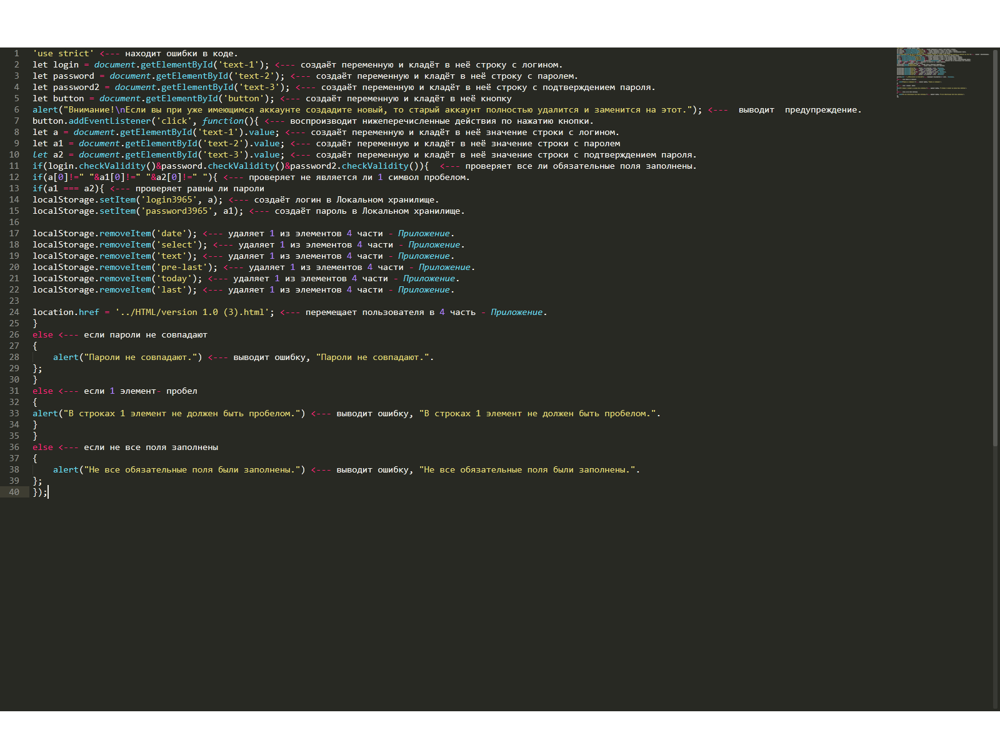 1 'use strict' <--- находит ошибки в коде.
2 let login = document.getElementById('text-1'); <--- создаёт переменную и кладёт в неё строку с логином.
3 let password = document.getElementById('text-2'); <--- создаёт переменную и кладёт в неё строку с паролем.
4 let password2 = document.getElementById('text-3'); <--- создаёт переменную и кладёт в неё строку с подтверждением пароля.
5 let button = document.getElementById('button'); <--- создаёт переменную и кладёт в неё кнопку
6 alert("Внимание!\nЕсли вы при уже имеющимся аккаунте создадите новый, то старый аккаунт полностью удалится и заменится на этот."); <---  выводит  предупреждение.
7 button.addEventListener('click', function(){ <--- воспроизводит нижеперечисленные действия по нажатию кнопки.
8 let a = document.getElementById('text-1').value; <--- создаёт переменную и кладёт в неё значение строки с логином.
9 let a1 = document.getElementById('text-2').value; <--- создаёт переменную и кладёт в неё значение строки с паролем
10 let a2 = document.getElementById('text-3').value; <--- создаёт переменную и кладёт в неё значение строки с подтверждением пароля.
11 if(login.checkValidity()&password.checkValidity()&password2.checkValidity()){  <--- проверяет все ли обязательные поля заполнены.
12 if(a[0]!=" "&a1[0]!=" "&a2[0]!=" "){ <--- проверяет не является ли 1 символ пробелом.
13 if(a1 === a2){ <--- проверяет равны ли пароли
14 localStorage.setItem('login3965', a); <--- создаёт логин в Локальном хранилище.
15 localStorage.setItem('password3965', a1); <--- создаёт пароль в Локальном хранилище.
16
17 localStorage.removeItem('date'); <--- удаляет 1 из элементов 4 части - Приложение.
18 localStorage.removeItem('select'); <--- удаляет 1 из элементов 4 части - Приложение.
19 localStorage.removeItem('text'); <--- удаляет 1 из элементов 4 части - Приложение.
20 localStorage.removeItem('pre-last'); <--- удаляет 1 из элементов 4 части - Приложение.
21 localStorage.removeItem('today'); <--- удаляет 1 из элементов 4 части - Приложение.
22 localStorage.removeItem('last'); <--- удаляет 1 из элементов 4 части - Приложение.
23
24 location.href = '../HTML/version 1.0 (3).html'; <--- перемещает пользователя в 4 часть - Приложение.
25 }
26 else <--- если пароли не совпадают
27 {
28     alert("Пароли не совпадают.") <--- выводит ошибку, "Пароли не совпадают.".
29 };
30 }
31 else <--- если 1 элемент- пробел
32 {
33 alert("В строках 1 элемент не должен быть пробелом.") <--- выводит ошибку, "В строках 1 элемент не должен быть пробелом.".
34 }
35 }
36 else <--- если не все поля заполнены
37 {
38     alert("Не все обязательные поля были заполнены.") <--- выводит ошибку, "Не все обязательные поля были заполнены.".
39 };
40 });